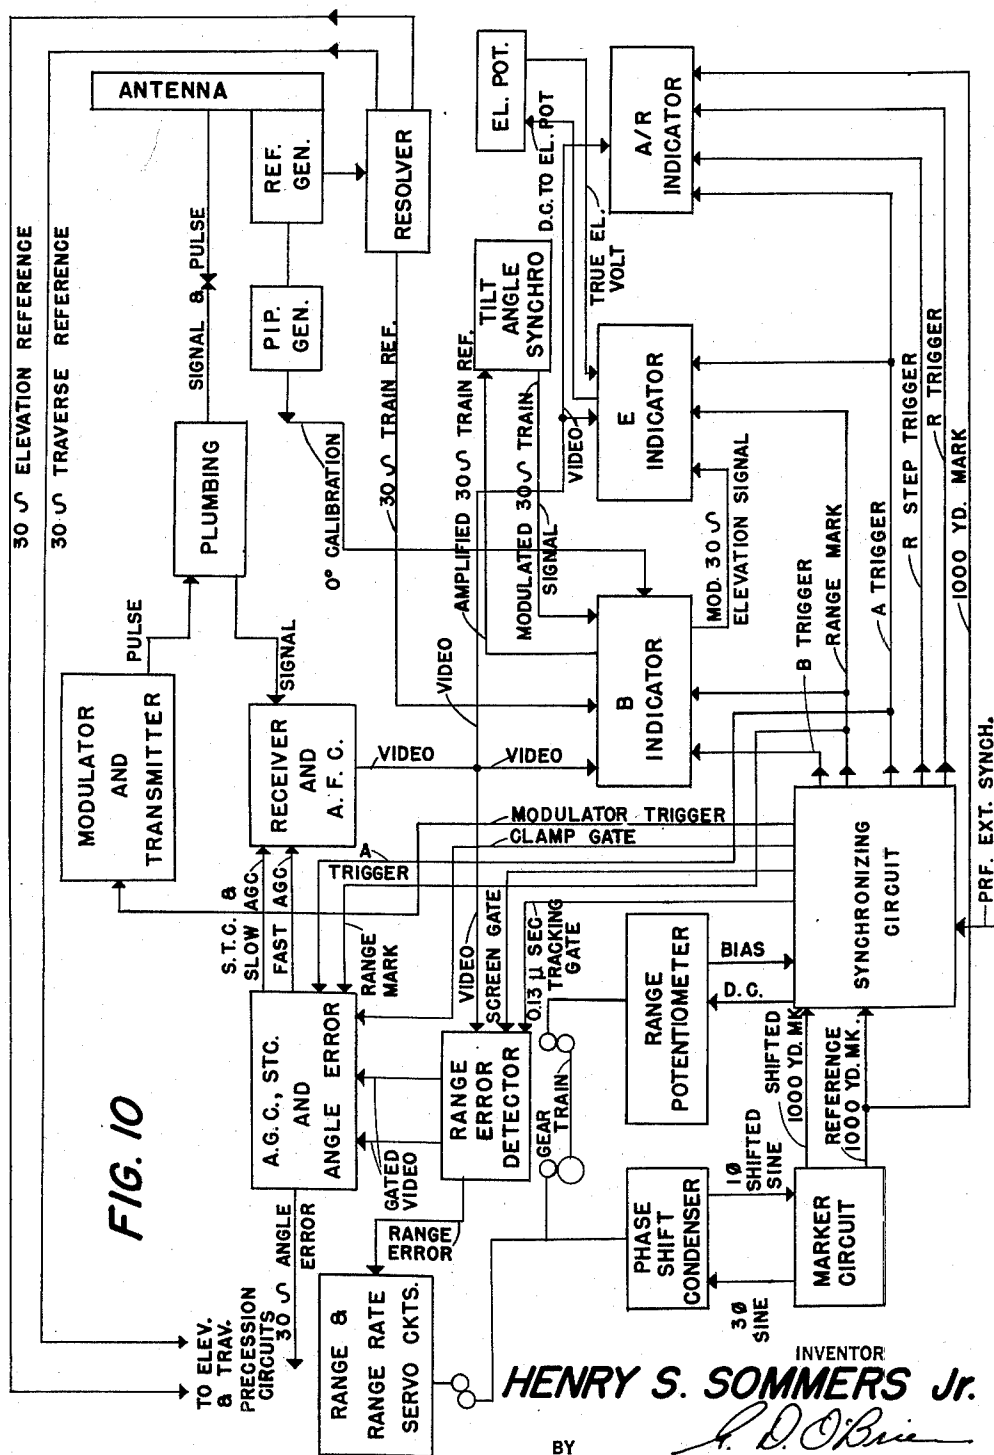 30 ~ ELEVATION REFERENCE
30 ~ TRAVERSE REFERENCE
ANTENNA
REF.
GEN.
RESOLVER
SIGNAL & PULSE
PIP.
GEN.
0° CALIBRATION
30 ~ TRAIN REF.
PLUMBING
PULSE
SIGNAL
MODULATOR
AND
TRANSMITTER
RECEIVER
AND
A. F. C.
VIDEO
VIDEO
VIDEO
AMPLIFIED 30 ~ TRAIN REF.
TILT
ANGLE
SYNCHRO
MODULATED 30 ~ TRAIN
SIGNAL
VIDEO
TRUE EL.
VOLT
D.C. TO EL. POT
EL. POT.
A/R
INDICATOR
E
INDICATOR
MOD. 30 ~
ELEVATION SIGNAL
B
INDICATOR
B TRIGGER
RANGE MARK
A TRIGGER
R STEP TRIGGER
R TRIGGER
1000 YD. MARK
MODULATOR TRIGGER
CLAMP GATE
A
TRIGGER
S.T.C. &
SLOW AGC
FAST AGC
RANGE
MARK
VIDEO
SCREEN GATE
0.13 µ SEC
TRACKING
GATE
FIG. 10
A.G.C., STC.
AND
ANGLE ERROR
GATED
VIDEO
RANGE
ERROR
DETECTOR
GEAR
TRAIN
RANGE
POTENTIOMETER
BIAS
D.C.
SYNCHRONIZING
CIRCUIT
PRF. EXT. SYNCH.
SHIFTED
1000 YD. MK
REFERENCE
1000 YD. MK.
TO ELEV.
& TRAV.
PRECESSION
CIRCUITS
30 ~ ANGLE
ERROR
RANGE
ERROR
RANGE &
RANGE RATE
SERVO CKTS.
PHASE
SHIFT
CONDENSER
1Ø
SHIFTED
SINE
3Ø
SINE
MARKER
CIRCUIT
INVENTOR
HENRY S. SOMMERS Jr.
BY
G. D. O'Brien